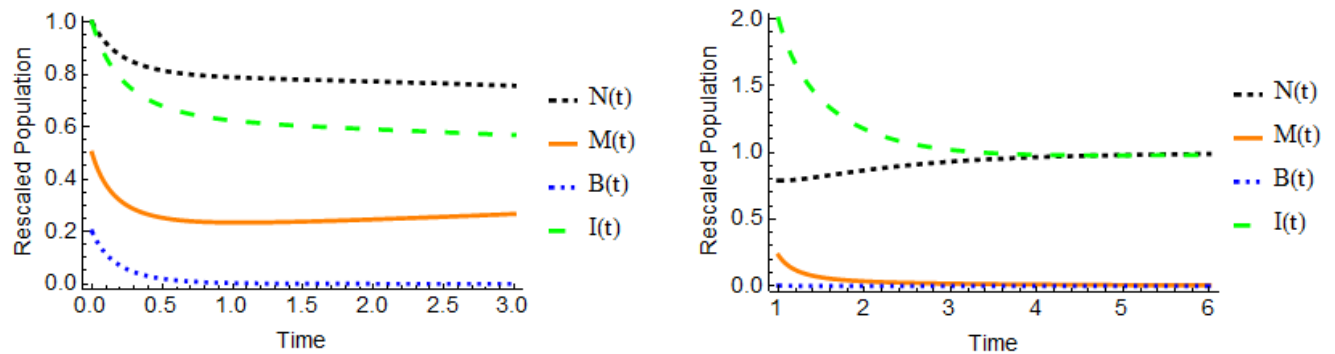 1.0
0.8
0.6
0.4
0.2
0.0
Rescaled Population
0.0 0.5 1.0 1.5 2.0 2.5 3.0
Time
N(t)
M(t)
B(t)
I(t)
2.0
1.5
1.0
0.5
0.0
Rescaled Population
1 2 3 4 5 6
Time
N(t)
M(t)
B(t)
I(t)